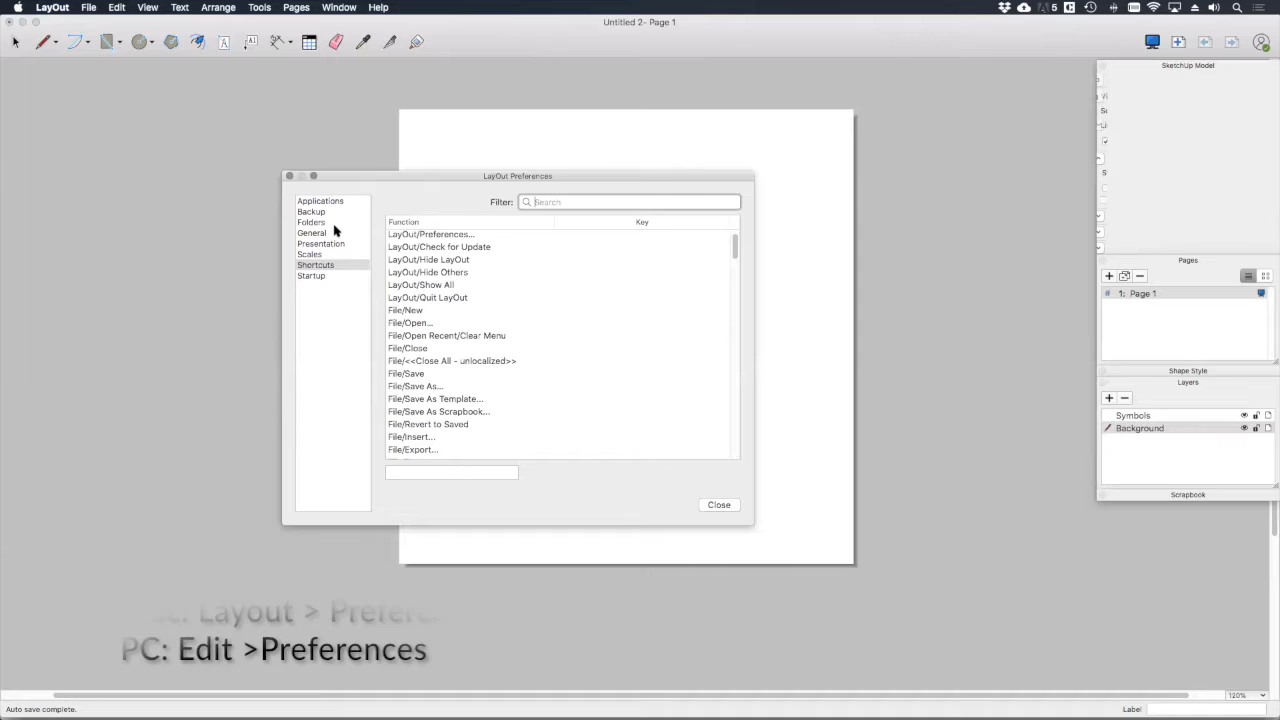 LayOut File Edit View Text Arrange Tools Pages Window Help
5
Untitled 2- Page 1
SketchUp Model
LayOut Preferences
Applications
Backup
Folders
General
Presentation
Scales
Shortcuts
Startup
Filter: Search
Function Key
LayOut/Preferences...
LayOut/Check for Update
LayOut/Hide LayOut
LayOut/Hide Others
LayOut/Show All
LayOut/Quit LayOut
File/New
File/Open...
File/Open Recent/Clear Menu
File/Close
File/<<Close All - unlocalized>>
File/Save
File/Save As...
File/Save As Template...
File/Save As Scrapbook...
File/Revert to Saved
File/Insert...
File/Export...
Close
Pages
# 1: Page 1
Shape Style
Layers
Symbols
Background
Scrapbook
Layout > Prefere
PC: Edit >Preferences
120%
Auto save complete.
Label